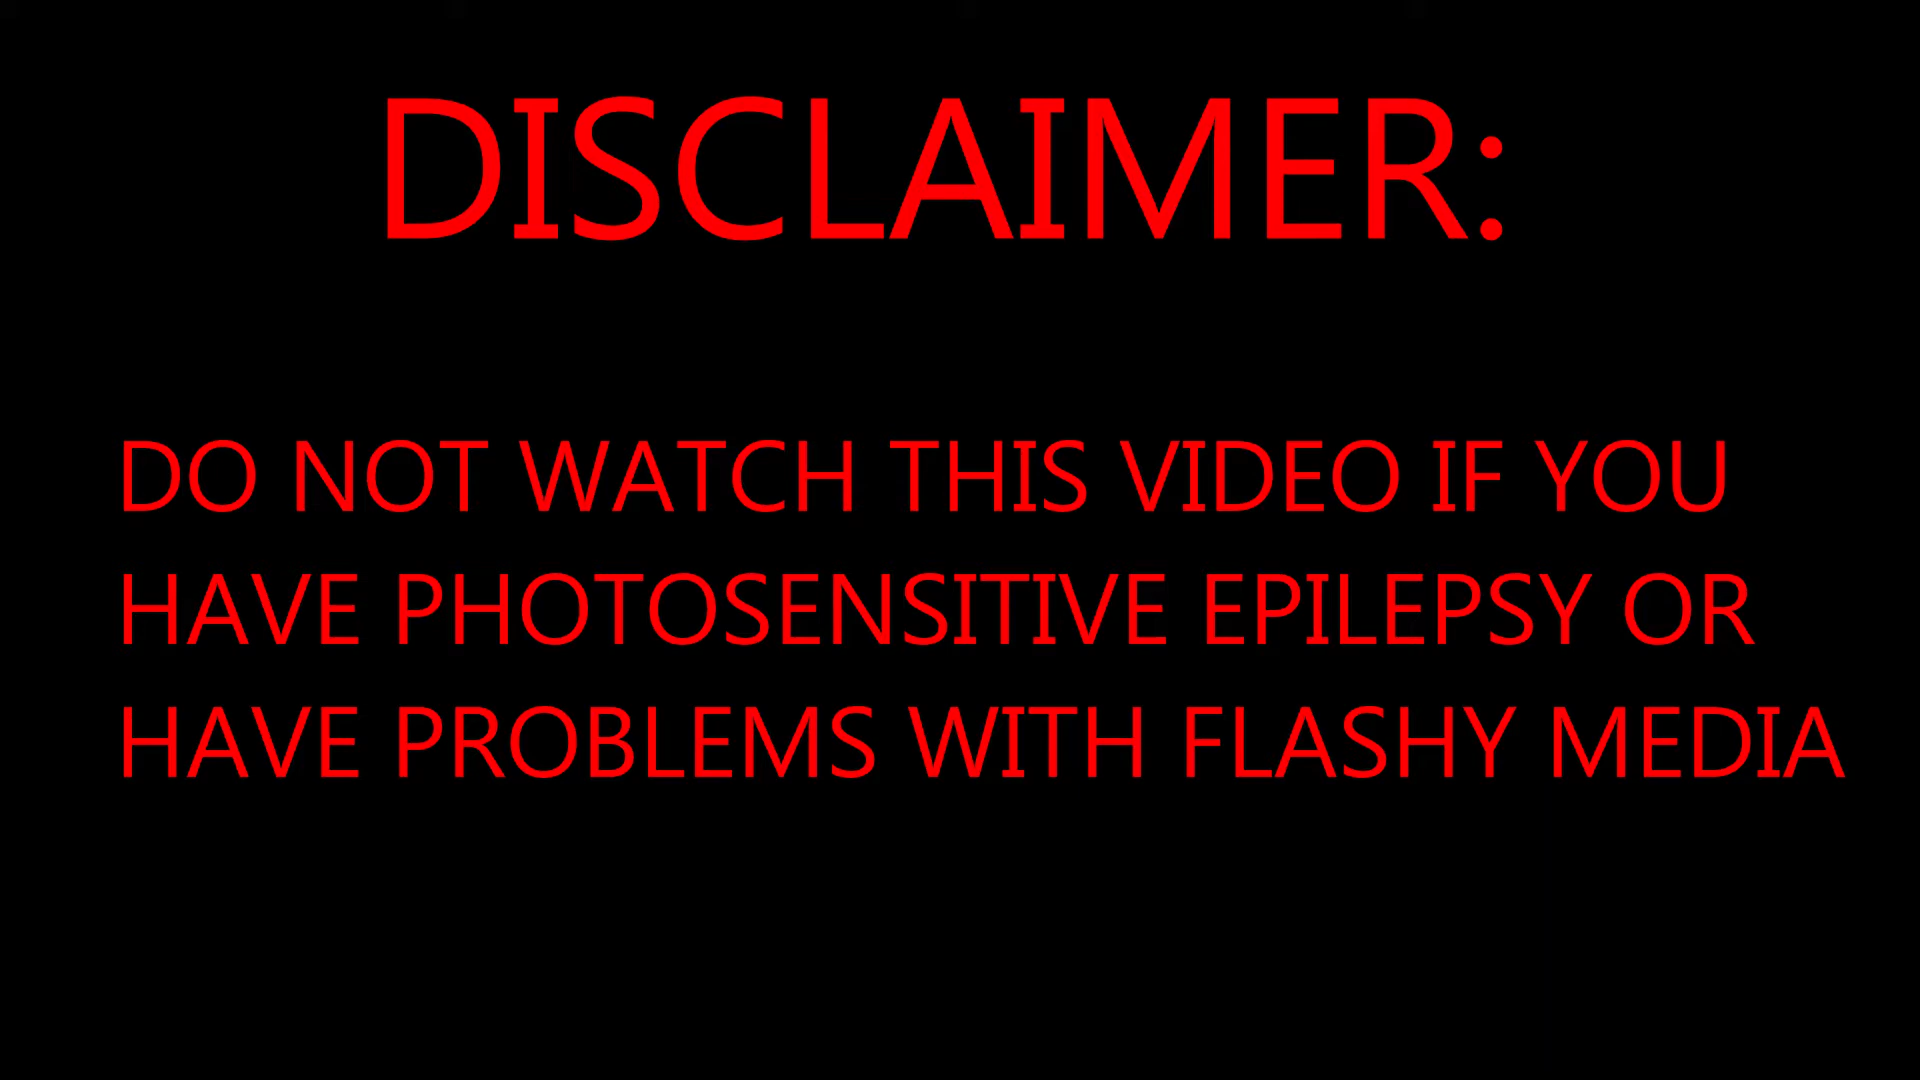 DISCLAIMER:
DO NOT WATCH THIS VIDEO IF YOU
HAVE PHOTOSENSITIVE EPILEPSY OR
HAVE PROBLEMS WITH FLASHY MEDIA